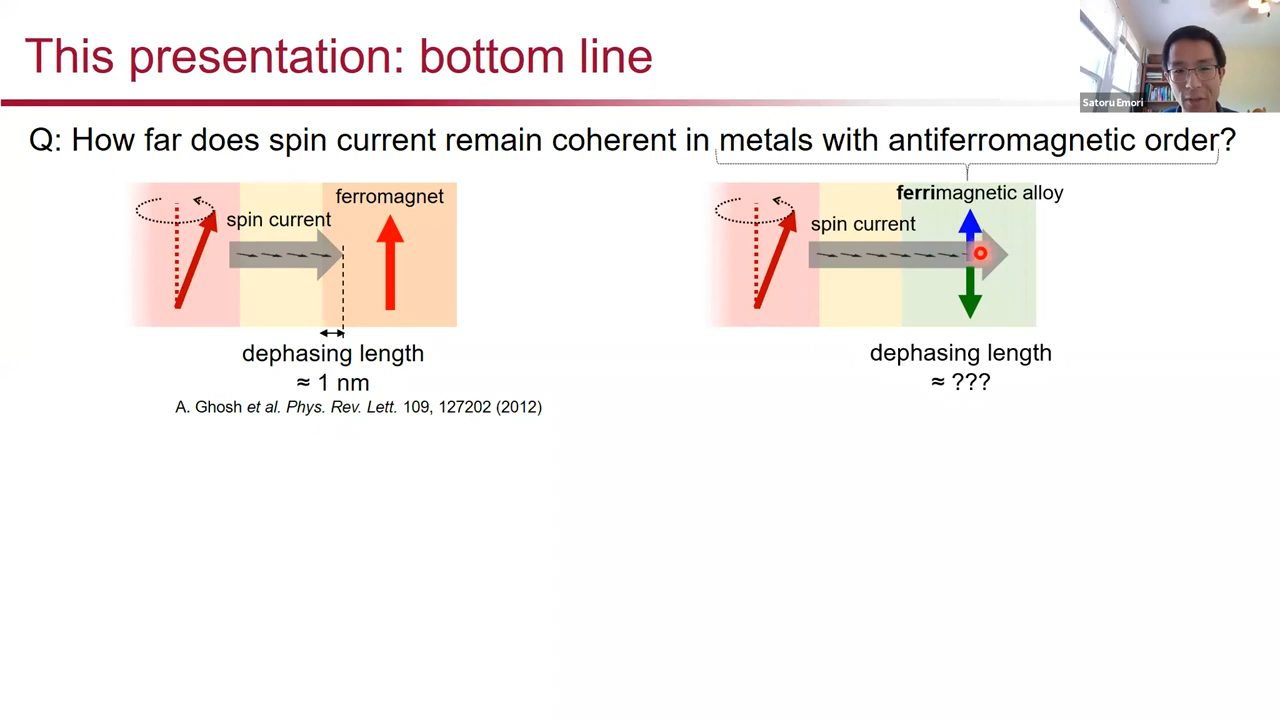 This presentation: bottom line
Satoru Emori
Q: How far does spin current remain coherent in metals with antiferromagnetic order?
ferromagnet
spin current
dephasing length
≈ 1 nm
A. Ghosh et al. Phys. Rev. Lett. 109, 127202 (2012)
ferrimagnetic alloy
spin current
dephasing length
≈ ???